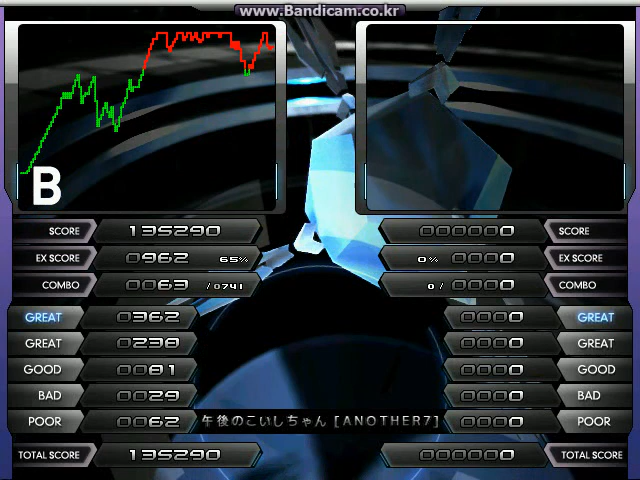 www.Bandicam.co.kr
B
SCORE 135290 000000 SCORE
EX SCORE 0962 65% 0% 0000 EX SCORE
COMBO 0063 /0741 0/ 0000 COMBO
GREAT 0362 0000 GREAT
GREAT 0238 0000 GREAT
GOOD 0081 0000 GOOD
BAD 0029 0000 BAD
POOR 0062 午後のこいしちゃん [ANOTHER7] 0000 POOR
TOTAL SCORE 135290 000000 TOTAL SCORE